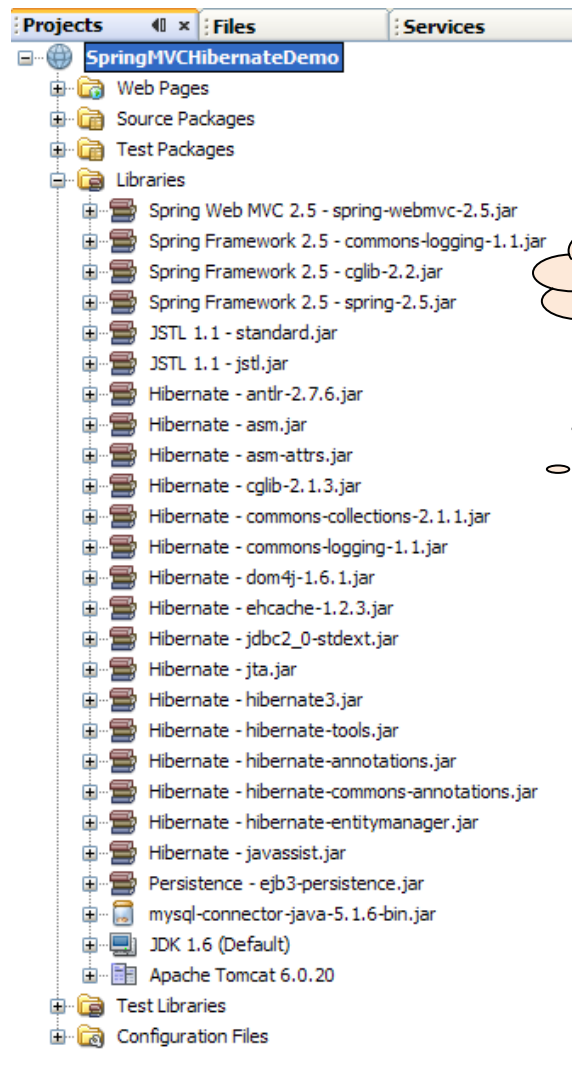 Projects Files Services
SpringMVCHibernateDemo
Web Pages
Source Packages
Test Packages
Libraries
Spring Web MVC 2.5 - spring-webmvc-2.5.jar
Spring Framework 2.5 - commons-logging-1.1.jar
Spring Framework 2.5 - cglib-2.2.jar
Spring Framework 2.5 - spring-2.5.jar
JSTL 1.1 - standard.jar
JSTL 1.1 - jstl.jar
Hibernate - antlr-2.7.6.jar
Hibernate - asm.jar
Hibernate - asm-attrs.jar
Hibernate - cglib-2.1.3.jar
Hibernate - commons-collections-2.1.1.jar
Hibernate - commons-logging-1.1.jar
Hibernate - dom4j-1.6.1.jar
Hibernate - ehcache-1.2.3.jar
Hibernate - jdbc2_0-stdext.jar
Hibernate - jta.jar
Hibernate - hibernate3.jar
Hibernate - hibernate-tools.jar
Hibernate - hibernate-annotations.jar
Hibernate - hibernate-commons-annotations.jar
Hibernate - hibernate-entitymanager.jar
Hibernate - javassist.jar
Persistence - ejb3-persistence.jar
mysql-connector-java-5.1.6-bin.jar
JDK 1.6 (Default)
Apache Tomcat 6.0.20
Test Libraries
Configuration Files